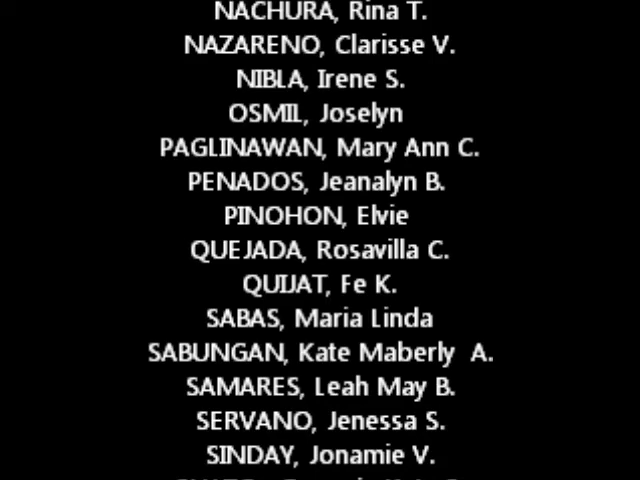 NACHURA, Rina T.
NAZARENO, Clarisse V.
NIBLA, Irene S.
OSMIL, Joselyn
PAGLINAWAN, Mary Ann C.
PENADOS, Jeanalyn B.
PINOHON, Elvie
QUEJADA, Rosavilla C.
QUIJAT, Fe K.
SABAS, Maria Linda
SABUNGAN, Kate Maberly  A.
SAMARES, Leah May B.
SERVANO, Jenessa S.
SINDAY, Jonamie V.